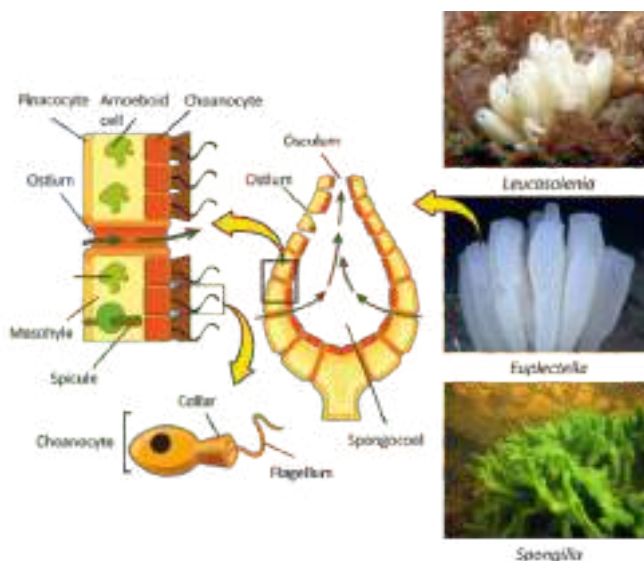 Pinacocyte
Amoeboid
cell
Choanocyte
Ostium
Mesohyle
Spicule
Osculum
Ostium
Spongocoel
Choanocyte
Collar
Flagellum
Leucosolenia
Euplectella
Spongilla